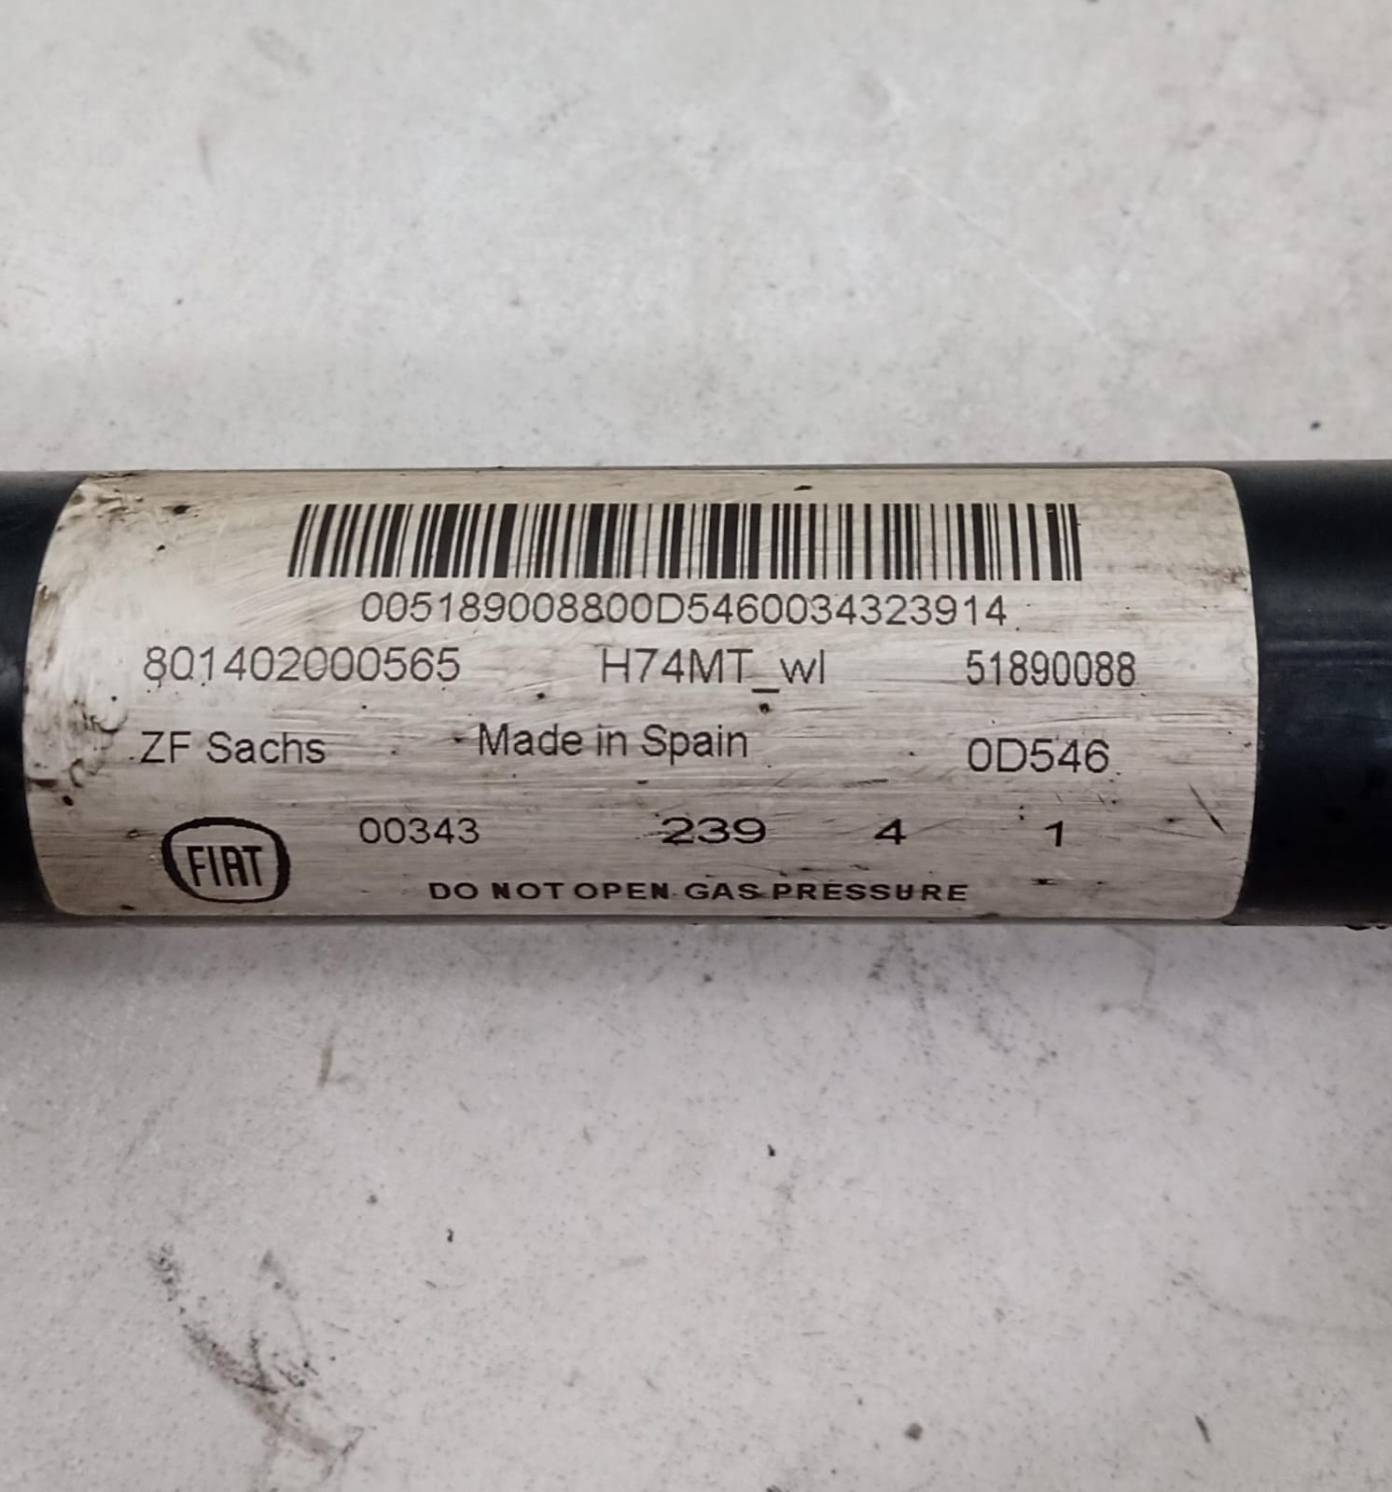 005189008800D5460034323914
801402000565 H74MT_wl 51890088
ZF Sachs Made in Spain 0D546
FIAT 00343 239 4 1
DO NOT OPEN GAS PRESSURE